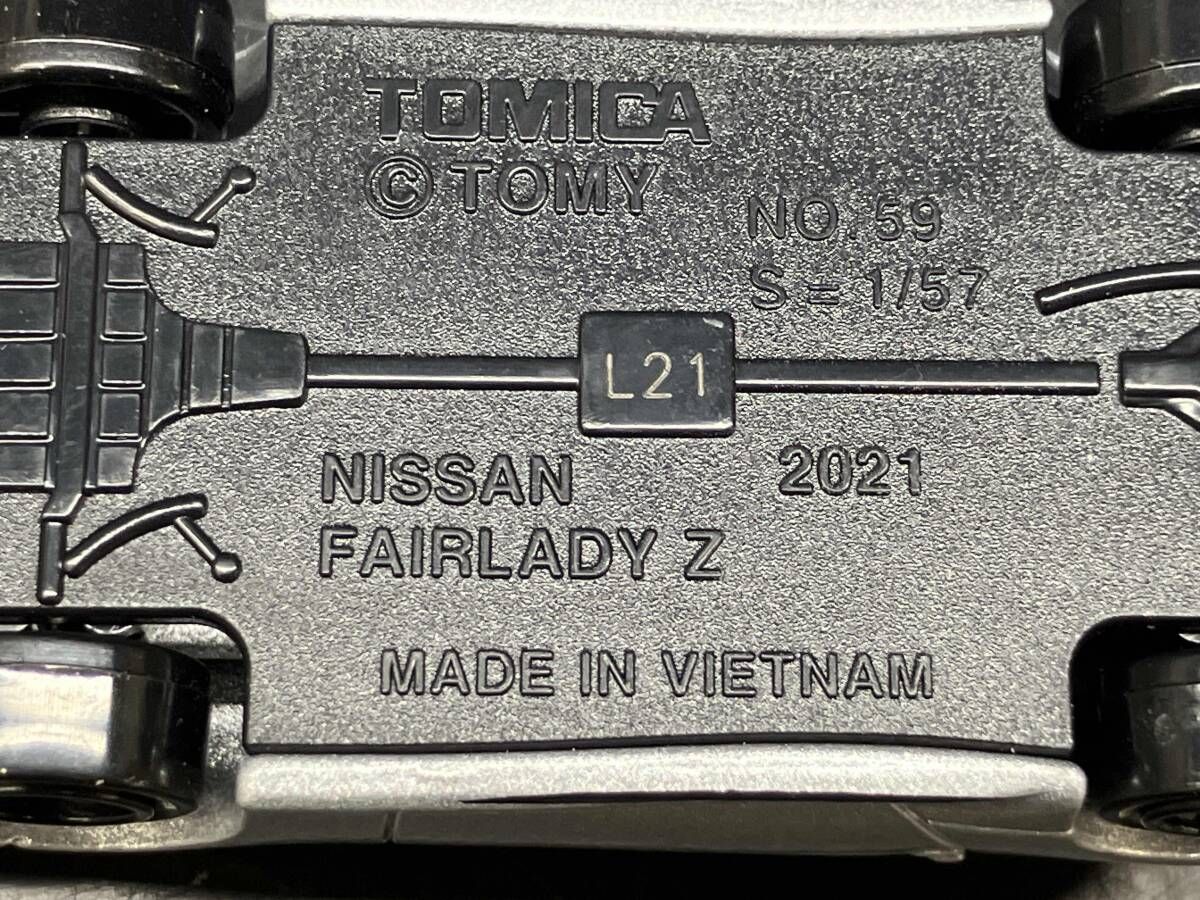 TOMICA
© TOMY
NO. 59
S = 1/57
L21
NISSAN 2021
FAIRLADY Z
MADE IN VIETNAM